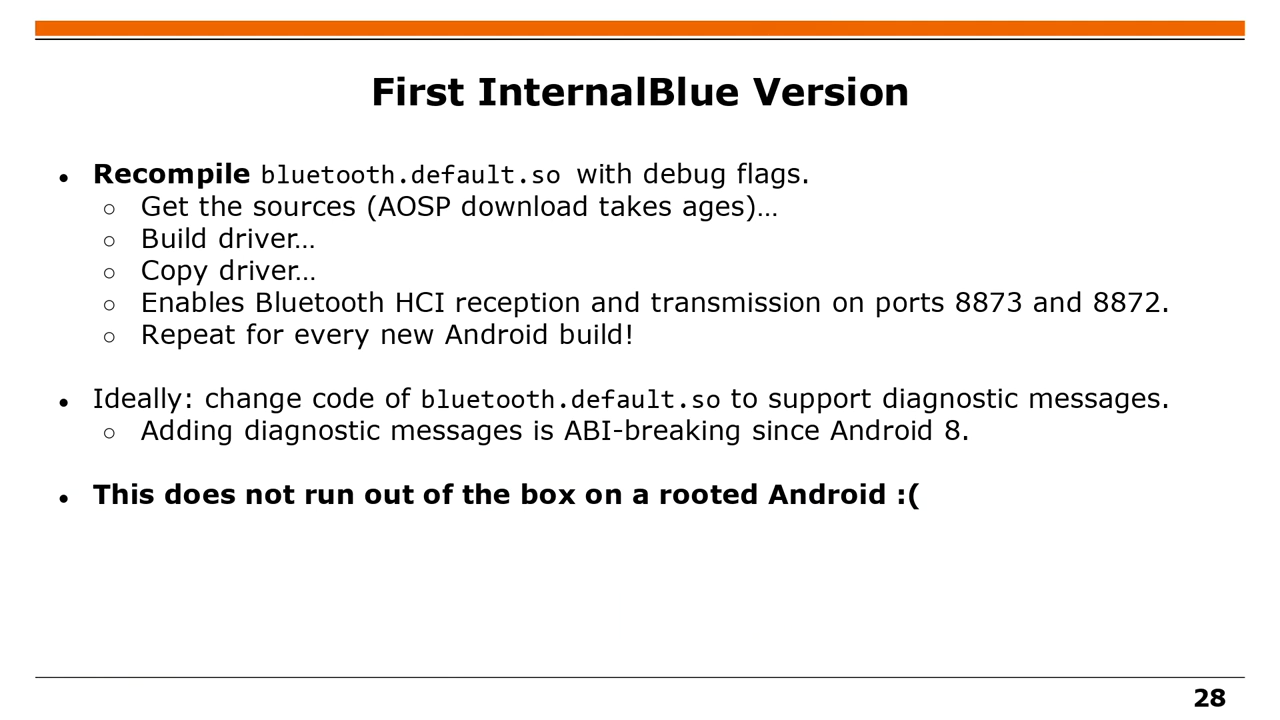 First InternalBlue Version
● Recompile bluetooth.default.so with debug flags.
○ Get the sources (AOSP download takes ages)…
○ Build driver…
○ Copy driver…
○ Enables Bluetooth HCI reception and transmission on ports 8873 and 8872.
○ Repeat for every new Android build!
● Ideally: change code of bluetooth.default.so to support diagnostic messages.
○ Adding diagnostic messages is ABI-breaking since Android 8.
● This does not run out of the box on a rooted Android :(
28